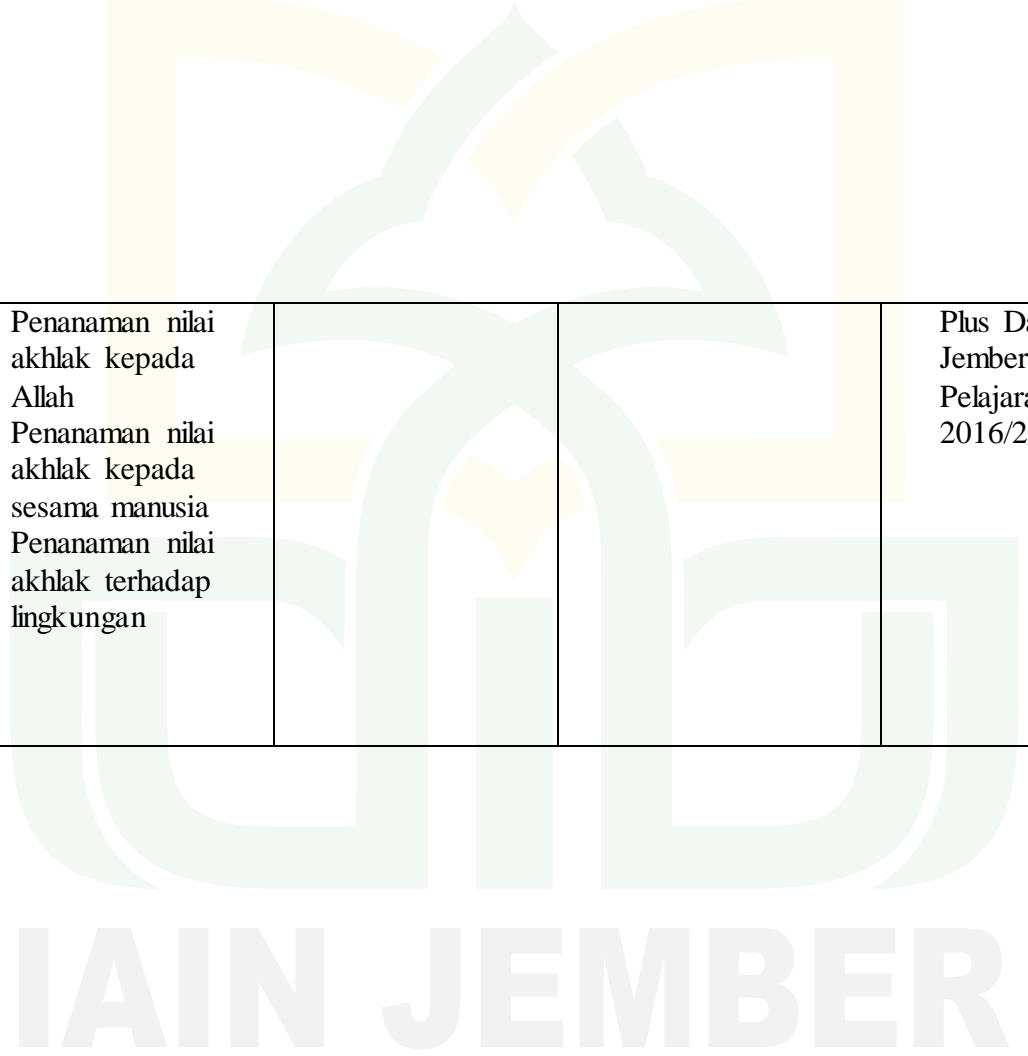 Penanaman nilai
akhlak kepada
Allah
Penanaman nilai
akhlak kepada
sesama manusia
Penanaman nilai
akhlak terhadap
lingkungan
Plus
Jember
2016/2
IAIN JEMBER